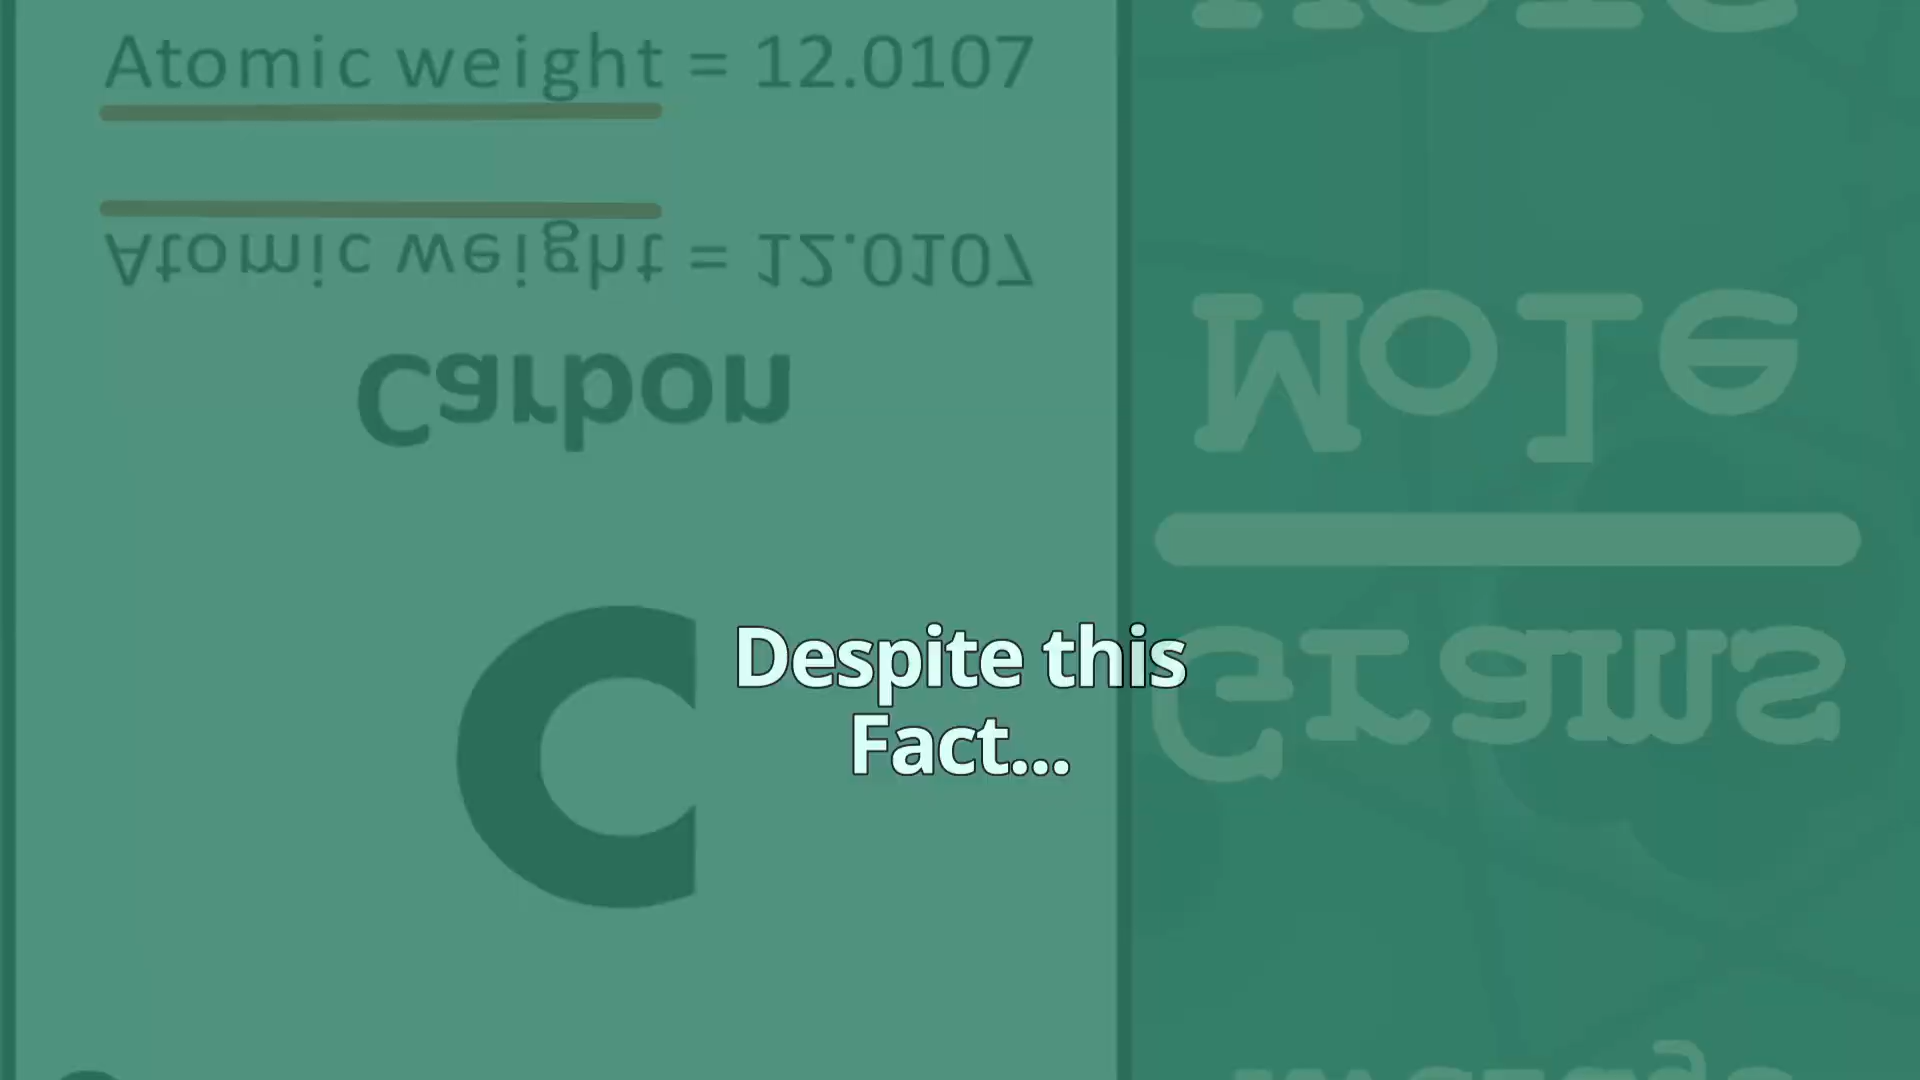 Atomic weight = 12.0107
Atomic weight = 12.0107
Carbon
Mole
Grams
C
Despite this
Fact...